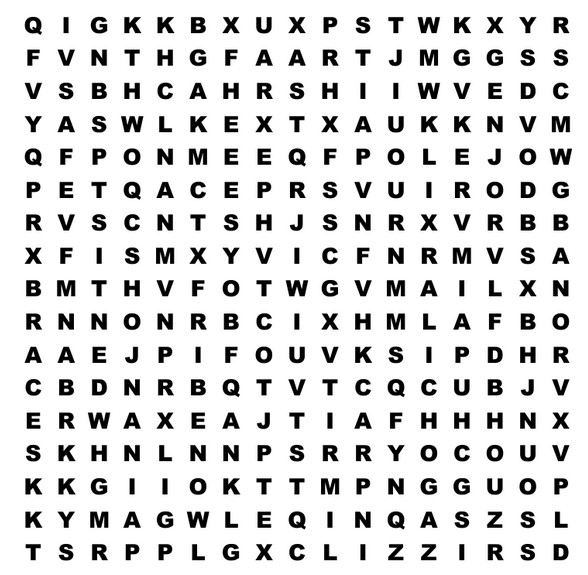 Q I G K K B X U X P S T W K X Y R
F V N T H G F A A R T J M G G S S
V S B H C A H R S H I I W V E D C
Y A S W L K E X T X A U K K N V M
Q F P O N M E E Q F P O L E J O W
P E T Q A C E P R S V U I R O D G
R V S C N T S H J S N R X V R B B
X F I S M X Y V I C F N R M V S A
B M T H V F O T W G V M A I L X N
R N N O N R B C I X H M L A F B O
A A E J P I F O U V K S I P D H R
C B D N R B Q T V T C Q C U B J V
E R W A X E A J T I A F H H H N X
S K H N L N N P S R R Y O C O U V
K K G I I O K T T M P N G G U O P
K Y M A G W L E Q I N Q A S Z S L
T S R P P L G X C L I Z Z I R S D